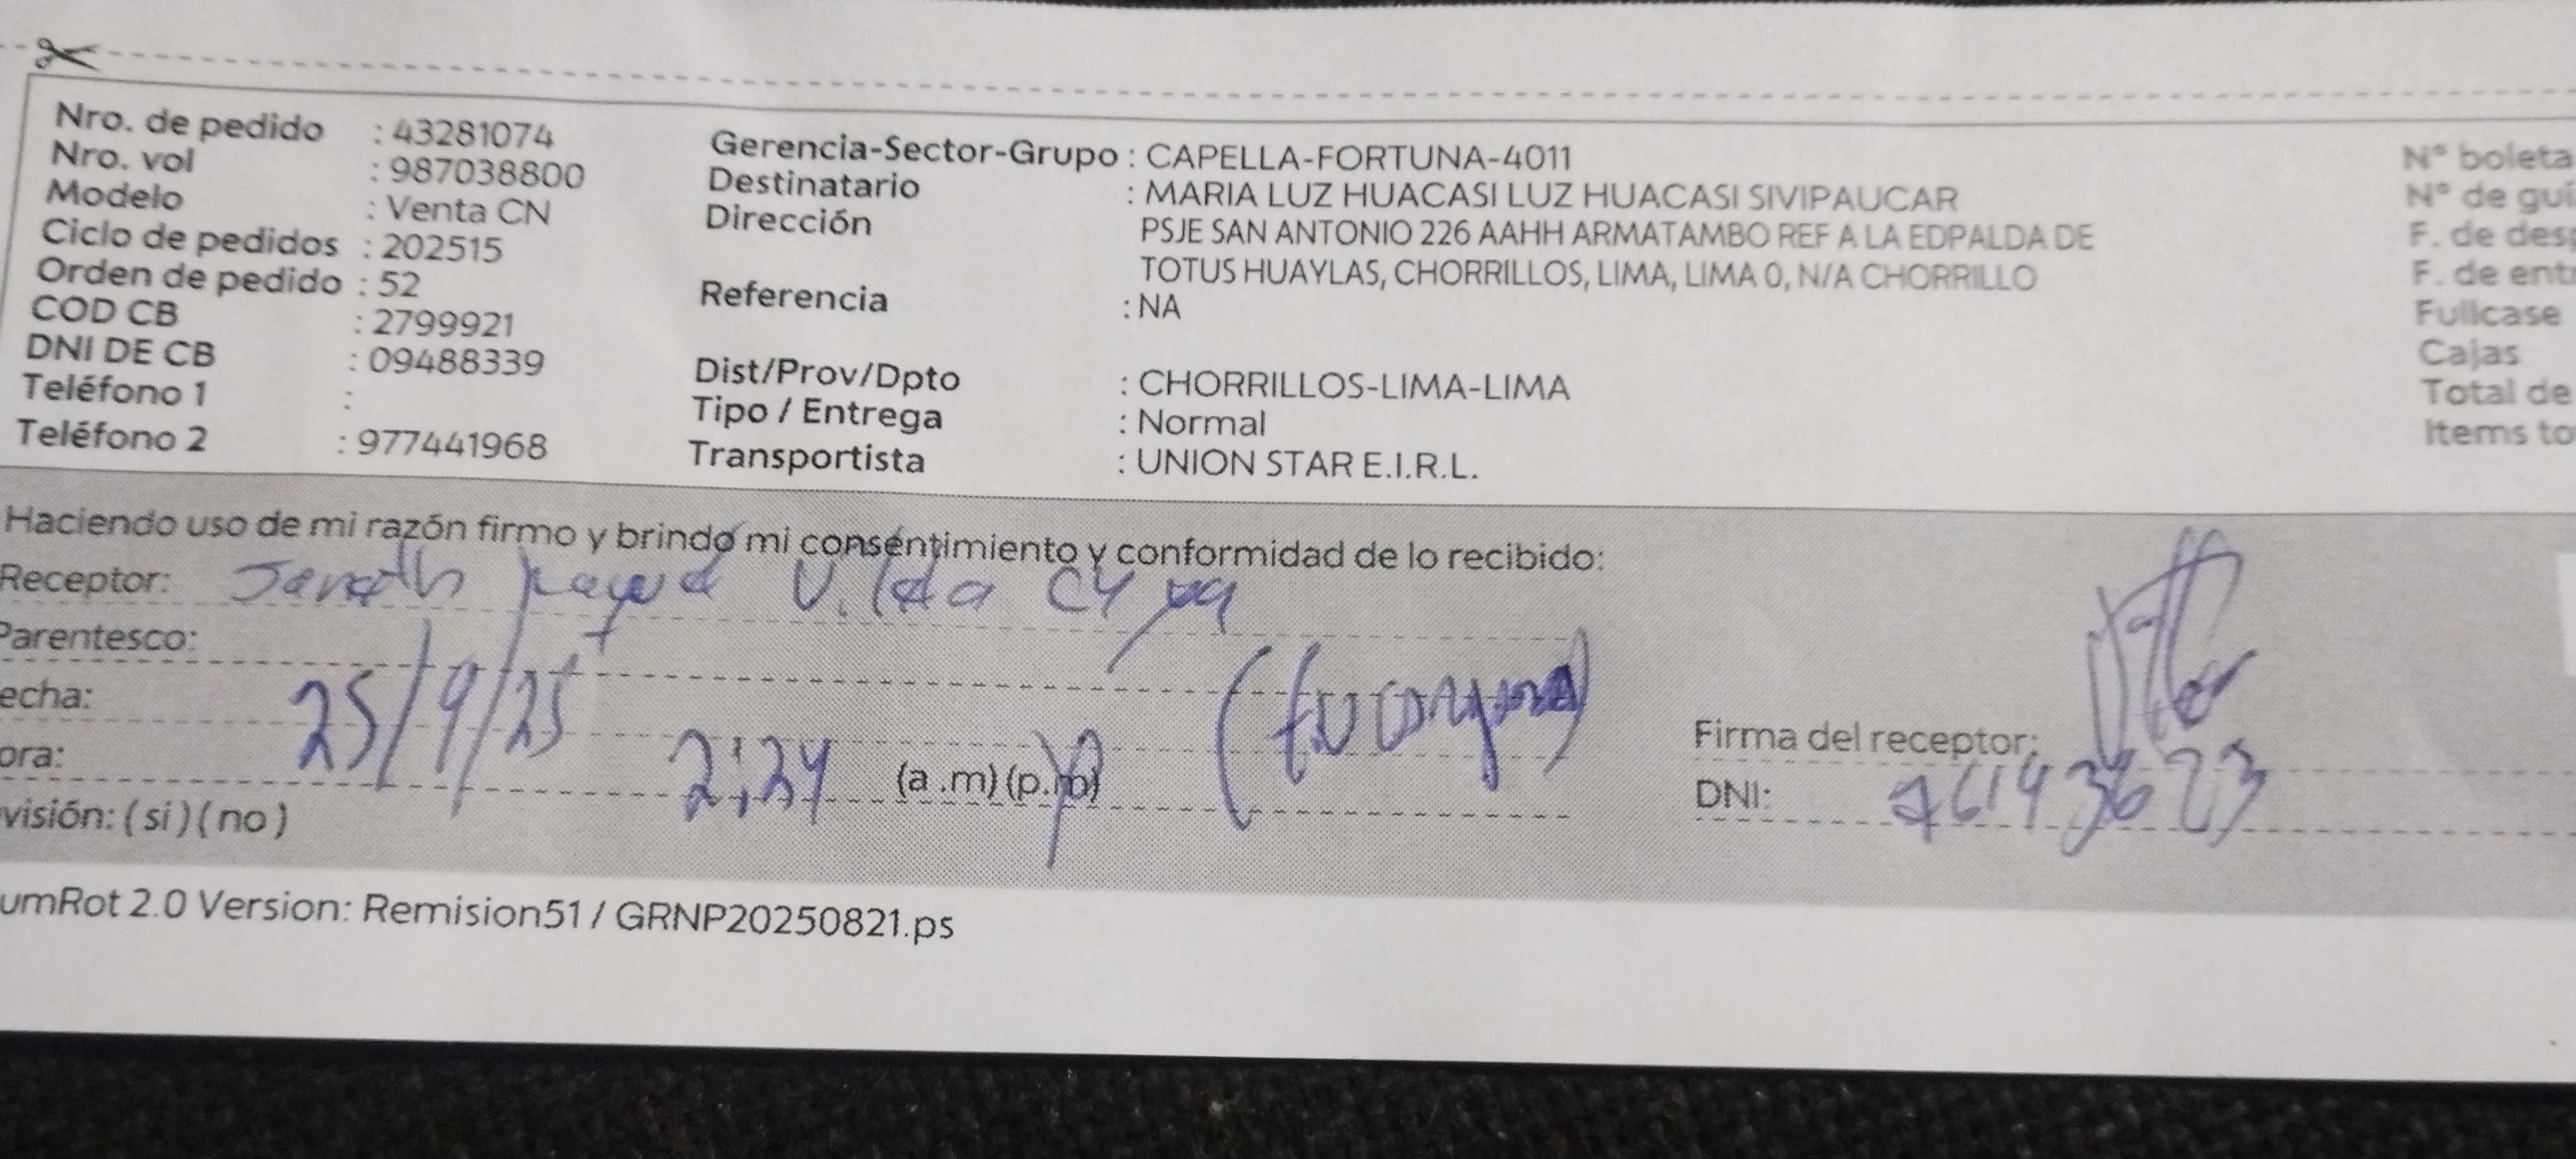 Nro. de pedido : 43281074
Nro. vol : 987038800
Modelo : Venta CN
Ciclo de pedidos : 202515
Orden de pedido : 52
COD CB : 2799921
DNI DE CB : 09488339
Teléfono 1 :
Teléfono 2 : 977441968
Gerencia-Sector-Grupo : CAPELLA-FORTUNA-4011
Destinatario : MARIA LUZ HUACASI LUZ HUACASI SIVIPAUCAR
Dirección PSJE SAN ANTONIO 226 AAHH ARMATAMBO REF A LA EDPALDA DE
TOTUS HUAYLAS, CHORRILLOS, LIMA, LIMA 0, N/A CHORRILLO
Referencia : NA
Dist/Prov/Dpto : CHORRILLOS-LIMA-LIMA
Tipo / Entrega : Normal
Transportista : UNION STAR E.I.R.L.
N° boleta
N° de guí
F. de desp
F. de entr
Fullcase
Cajas
Total de
Items to
Haciendo uso de mi razón firmo y brindo mi consentimiento y conformidad de lo recibido:
Receptor:
Parentesco:
echa: 25/9/25
ora: 2:24 (a .m) (p.m)
visión: ( si ) ( no )
Firma del receptor:
DNI: 76143623
umRot 2.0 Version: Remision51 / GRNP20250821.ps